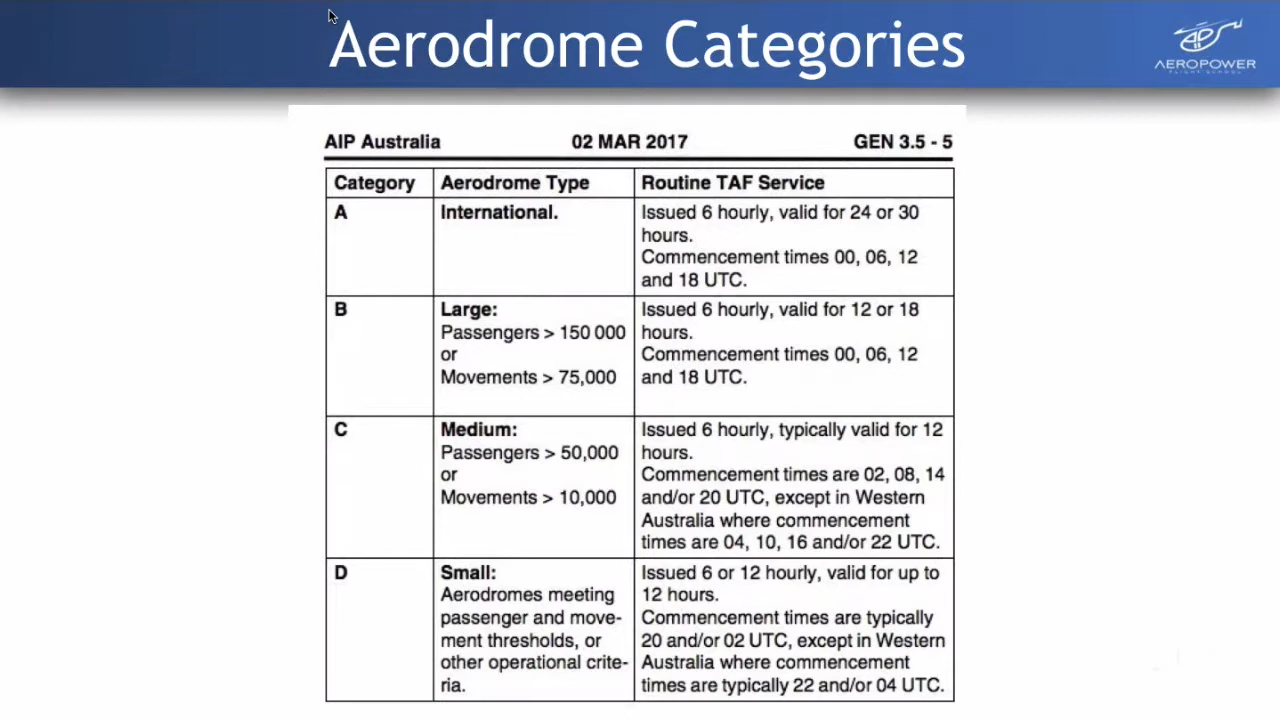 Aerodrome Categories
AEROPOWER
FLIGHT SCHOOL
AIP Australia 02 MAR 2017 GEN 3.5 - 5
Category Aerodrome Type Routine TAF Service
A International. Issued 6 hourly, valid for 24 or 30
hours.
Commencement times 00, 06, 12
and 18 UTC.
B Large: Issued 6 hourly, valid for 12 or 18
Passengers > 150 000 hours.
or Commencement times 00, 06, 12
Movements > 75,000 and 18 UTC.
C Medium: Issued 6 hourly, typically valid for 12
Passengers > 50,000 hours.
or Commencement times are 02, 08, 14
Movements > 10,000 and/or 20 UTC, except in Western
Australia where commencement
times are 04, 10, 16 and/or 22 UTC.
D Small: Issued 6 or 12 hourly, valid for up to
Aerodromes meeting 12 hours.
passenger and move- Commencement times are typically
ment thresholds, or 20 and/or 02 UTC, except in Western
other operational crite- Australia where commencement
ria. times are typically 22 and/or 04 UTC.